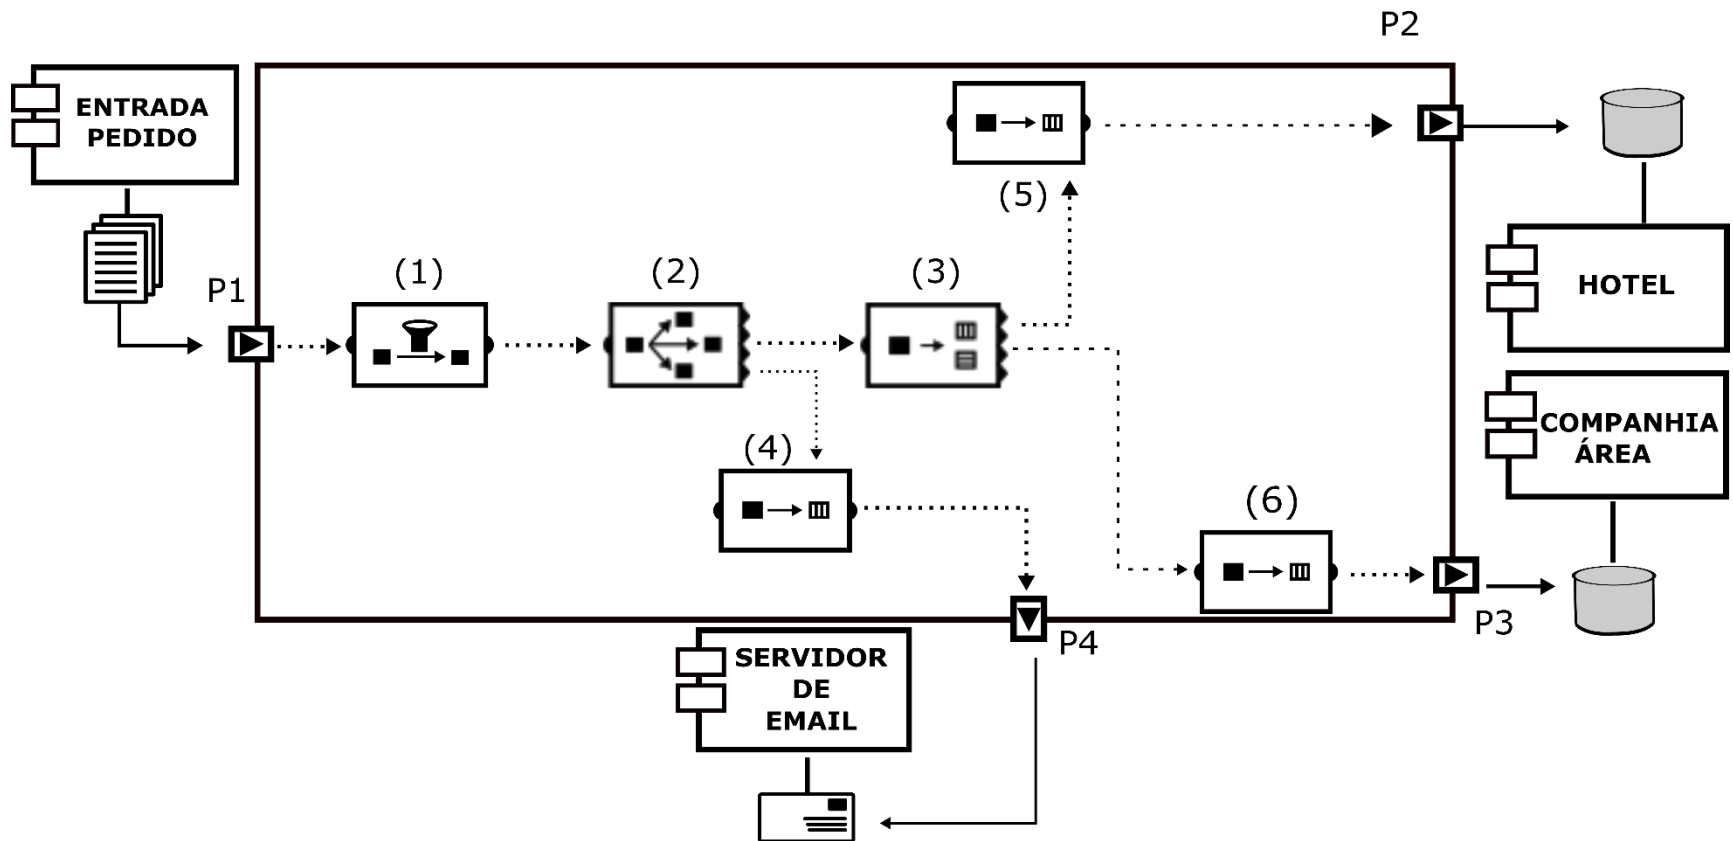 P2
ENTRADA
PEDIDO
(5)
P1
(1)
(2)
(3)
HOTEL
COMPANHIA
ÁREA
(4)
(6)
P3
P4
SERVIDOR
DE
EMAIL